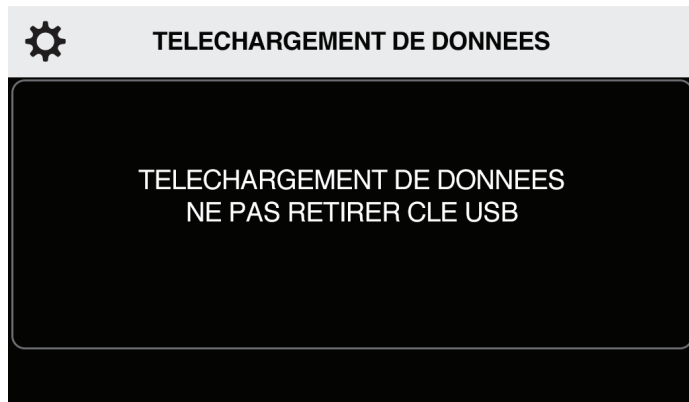 TELECHARGEMENT DE DONNEES
TELECHARGEMENT DE DONNEES
NE PAS RETIRER CLE USB